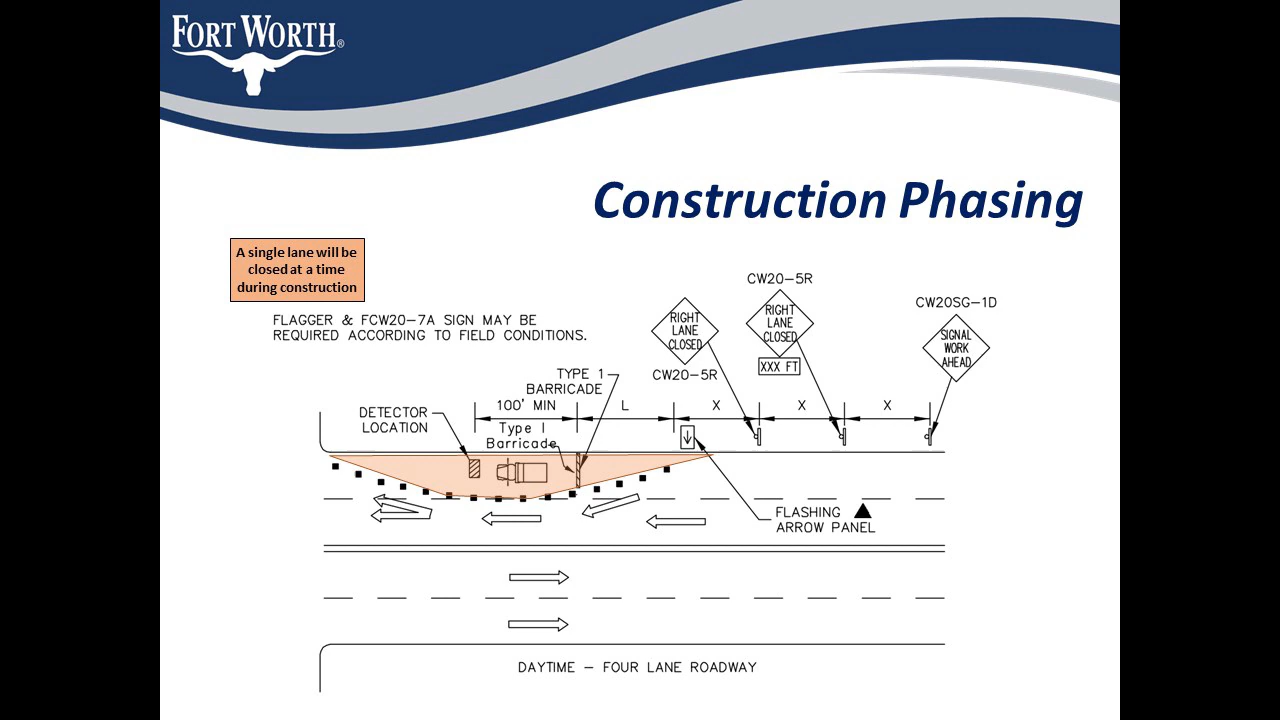 FORT WORTH®
Construction Phasing
A single lane will be
closed at a time
during construction
FLAGGER & FCW20-7A SIGN MAY BE
REQUIRED ACCORDING TO FIELD CONDITIONS.
CW20-5R
RIGHT
LANE
CLOSED
XXX FT
CW20SG-1D
SIGNAL
WORK
AHEAD
RIGHT
LANE
CLOSED
CW20-5R
TYPE 1
BARRICADE
100' MIN
L
X
X
X
DETECTOR
LOCATION
Type I
Barricade
FLASHING
ARROW PANEL
DAYTIME - FOUR LANE ROADWAY